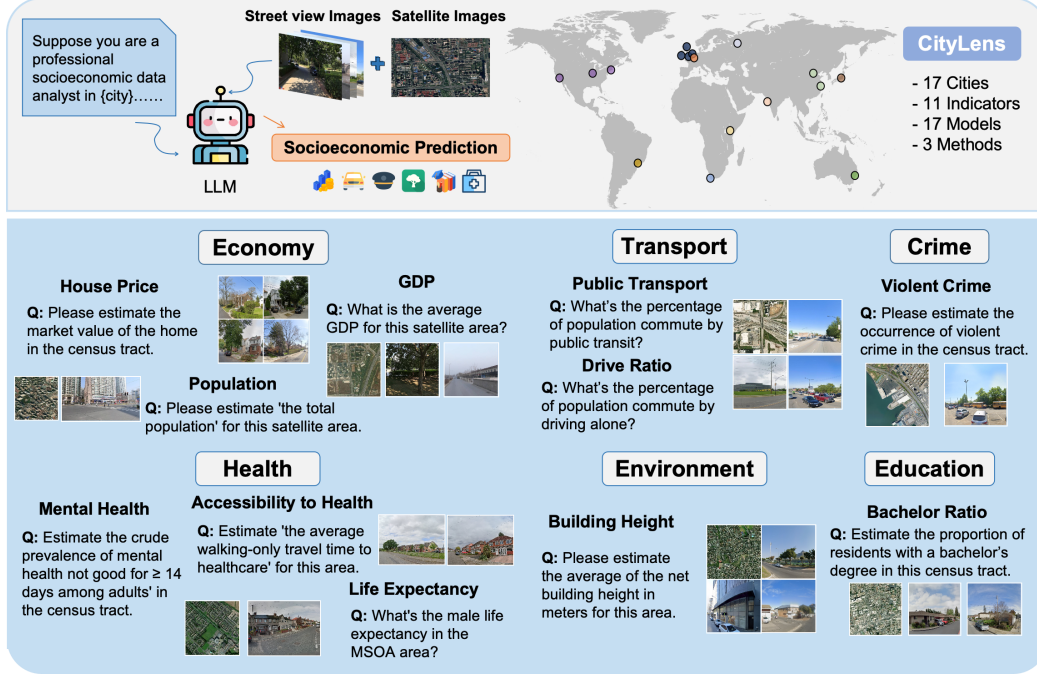 Suppose you are a
professional
socioeconomic data
analyst in {city}......
Street view Images
Satellite Images
LLM
Socioeconomic Prediction
CityLens
- 17 Cities
- 11 Indicators
- 17 Models
- 3 Methods
Economy
House Price
Q: Please estimate the
market value of the home
in the census tract.
GDP
Q: What is the average
GDP for this satellite area?
Population
Q: Please estimate 'the total
population' for this satellite area.
Transport
Public Transport
Q: What's the percentage
of population commute by
public transit?
Drive Ratio
Q: What's the percentage
of population commute by
driving alone?
Crime
Violent Crime
Q: Please estimate the
occurrence of violent
crime in the census tract.
Health
Mental Health
Q: Estimate the crude
prevalence of mental
health not good for ≥ 14
days among adults' in
the census tract.
Accessibility to Health
Q: Estimate 'the average
walking-only travel time to
healthcare' for this area.
Life Expectancy
Q: What's the male life
expectancy in the
MSOA area?
Environment
Building Height
Q: Please estimate
the average of the net
building height in
meters for this area.
Education
Bachelor Ratio
Q: Estimate the proportion of
residents with a bachelor's
degree in this census tract.